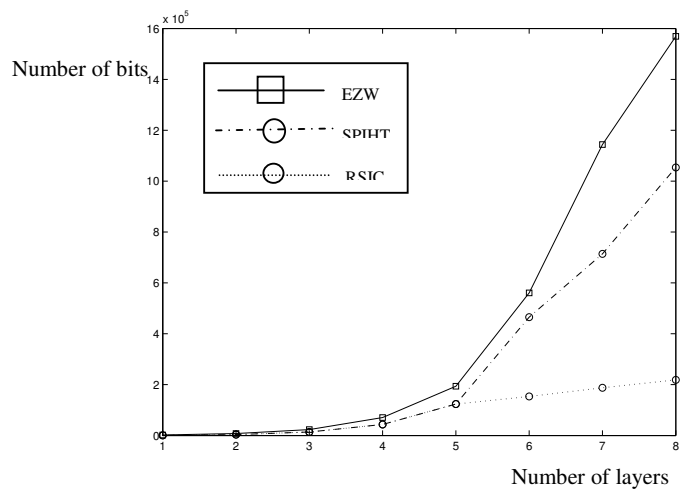 x 10⁵
16
Number of bits
14
12
10
8
6
4
2
0
EZW
SPIHT
RSIC
1 2 3 4 5 6 7 8
Number of layers